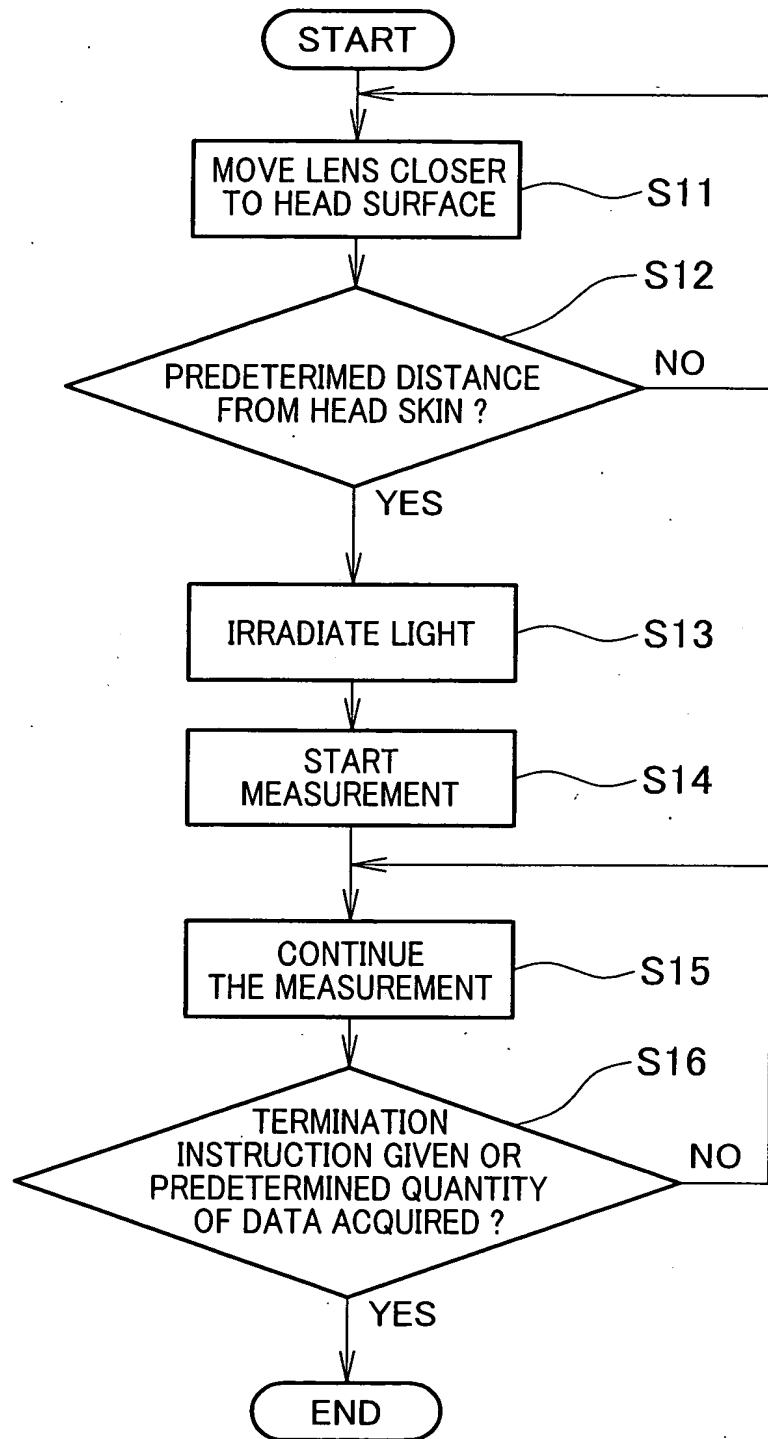 START
MOVE LENS CLOSER
TO HEAD SURFACE
S11
S12
PREDETERIMED DISTANCE
FROM HEAD SKIN ?
NO
YES
IRRADIATE LIGHT
S13
START
MEASUREMENT
S14
CONTINUE
THE MEASUREMENT
S15
S16
TERMINATION
INSTRUCTION GIVEN OR
PREDETERMINED QUANTITY
OF DATA ACQUIRED ?
NO
YES
END